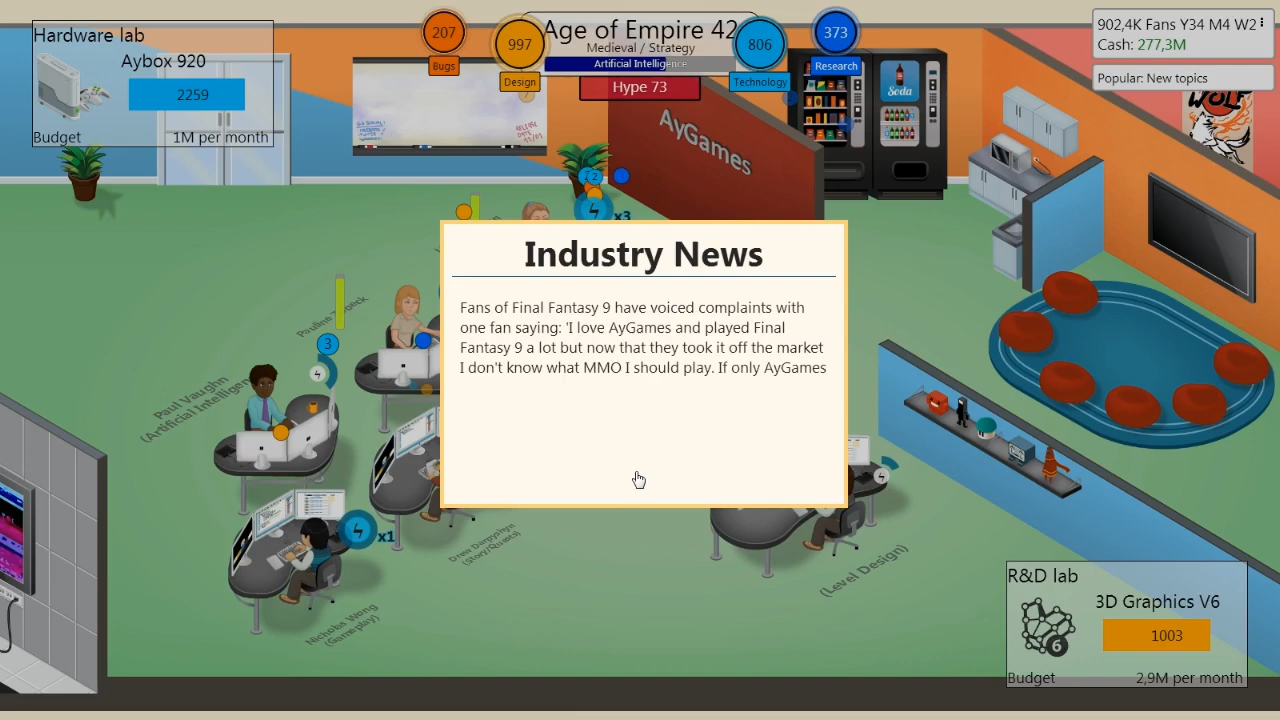 Hardware lab
Aybox 920
2259
Budget
1M per month
207
Bugs
997
Design
Age of Empire 42
Medieval / Strategy
Artificial Intelligence
Hype 73
806
Technology
373
Research
902,4K Fans Y34 M4 W2
Cash: 277,3M
Popular: New topics
AyGames
Soda
WOLF
2
x3
Industry News
Fans of Final Fantasy 9 have voiced complaints with
one fan saying: 'I love AyGames and played Final
Fantasy 9 a lot but now that they took it off the market
I don't know what MMO I should play. If only AyGames
3
Paul Vaughn
(Artificial Intelligen
x1
Nicholas Wong
(Gameplay)
(Story/Quests)
(Level Design)
R&D lab
3D Graphics V6
6
1003
Budget
2,9M per month